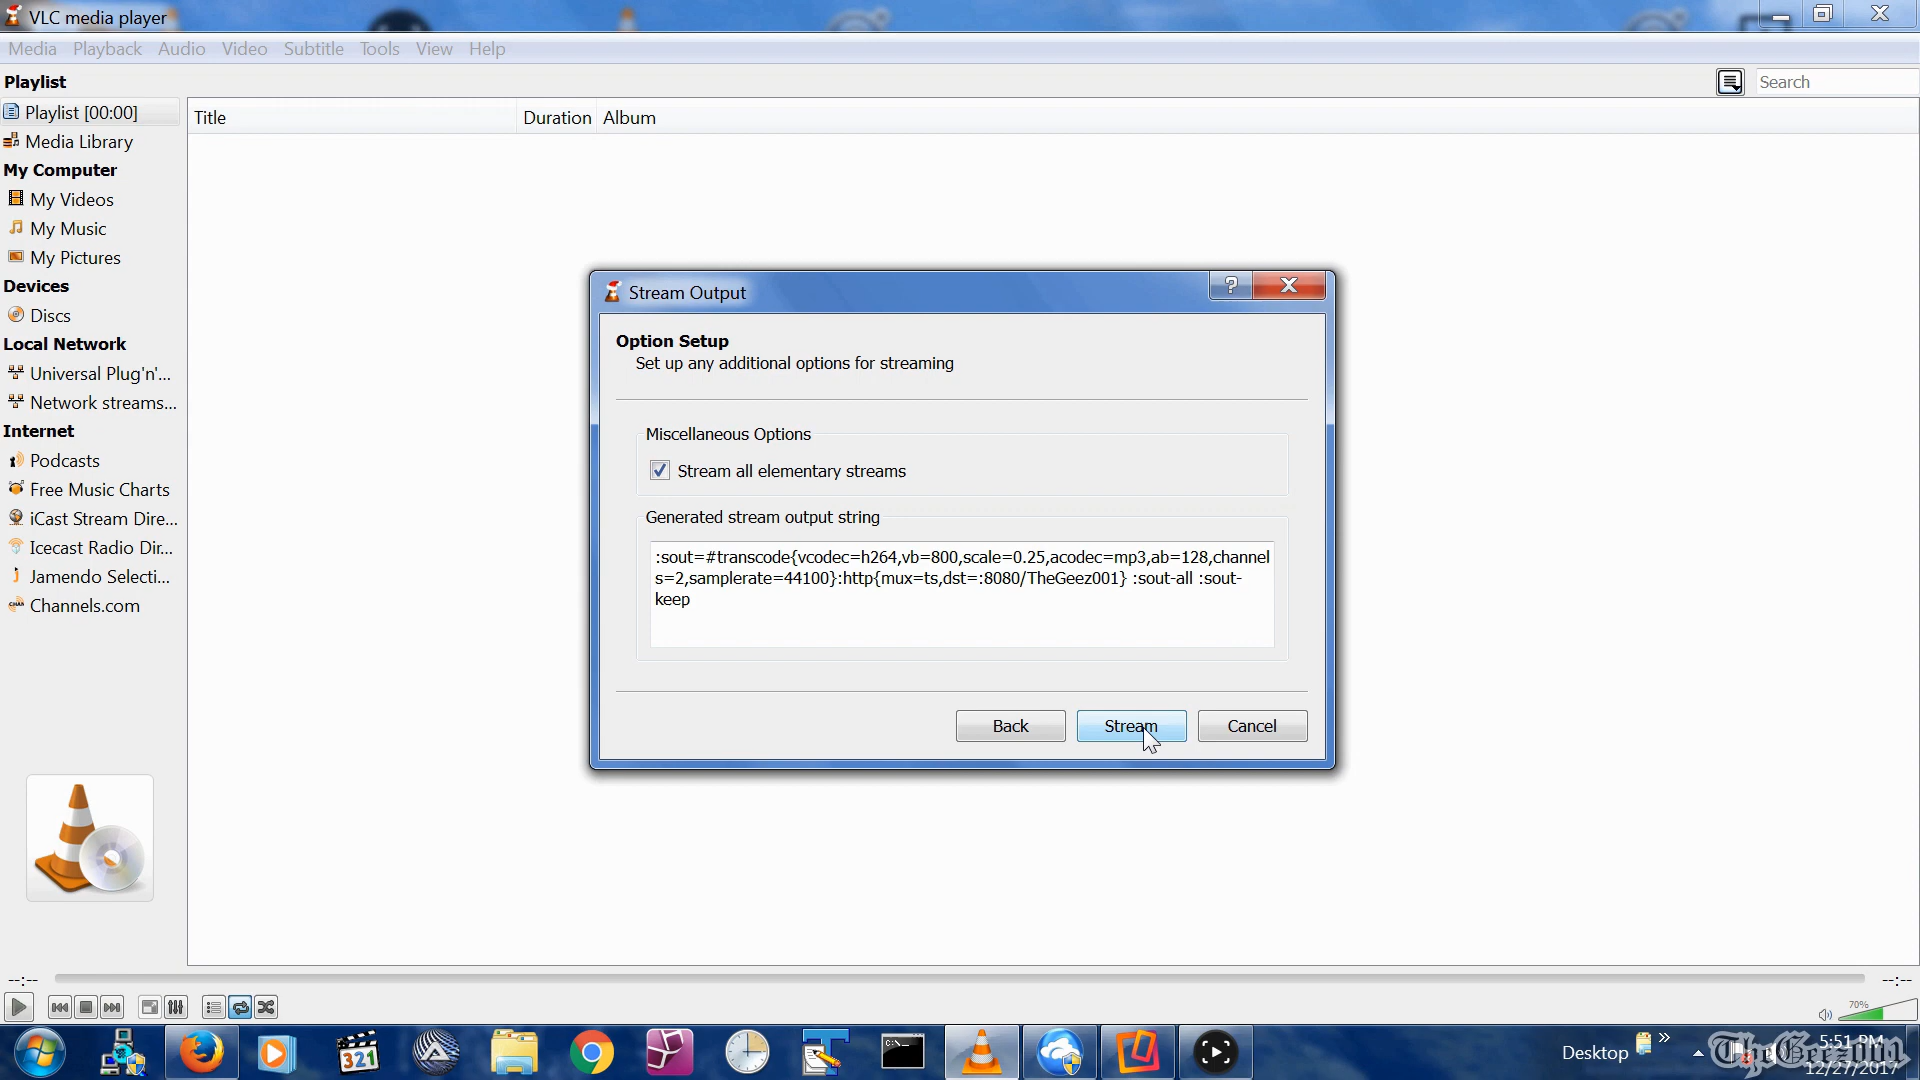 VLC media player
Media Playback Audio Video Subtitle Tools View Help
Playlist
Search
Playlist [00:00]
Title Duration Album
Media Library
My Computer
My Videos
My Music
My Pictures
Devices
Discs
Local Network
Universal Plug'n'...
Network streams...
Internet
Podcasts
Free Music Charts
iCast Stream Dire...
Icecast Radio Dir...
Jamendo Selecti...
Channels.com
Stream Output
?
Option Setup
Set up any additional options for streaming
Miscellaneous Options
Stream all elementary streams
Generated stream output string
:sout=#transcode{vcodec=h264,vb=800,scale=0.25,acodec=mp3,ab=128,channel
s=2,samplerate=44100}:http{mux=ts,dst=:8080/TheGeez001} :sout-all :sout-
keep
Back Stream Cancel
--:-- --:--
70%
321
C:\_
Desktop
»
5:51 PM
12/27/2017